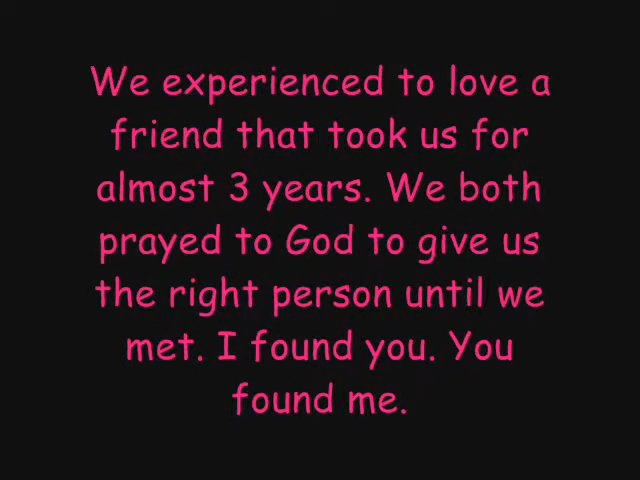 We experienced to love a
friend that took us for
almost 3 years. We both
prayed to God to give us
the right person until we
met. I found you. You
found me.